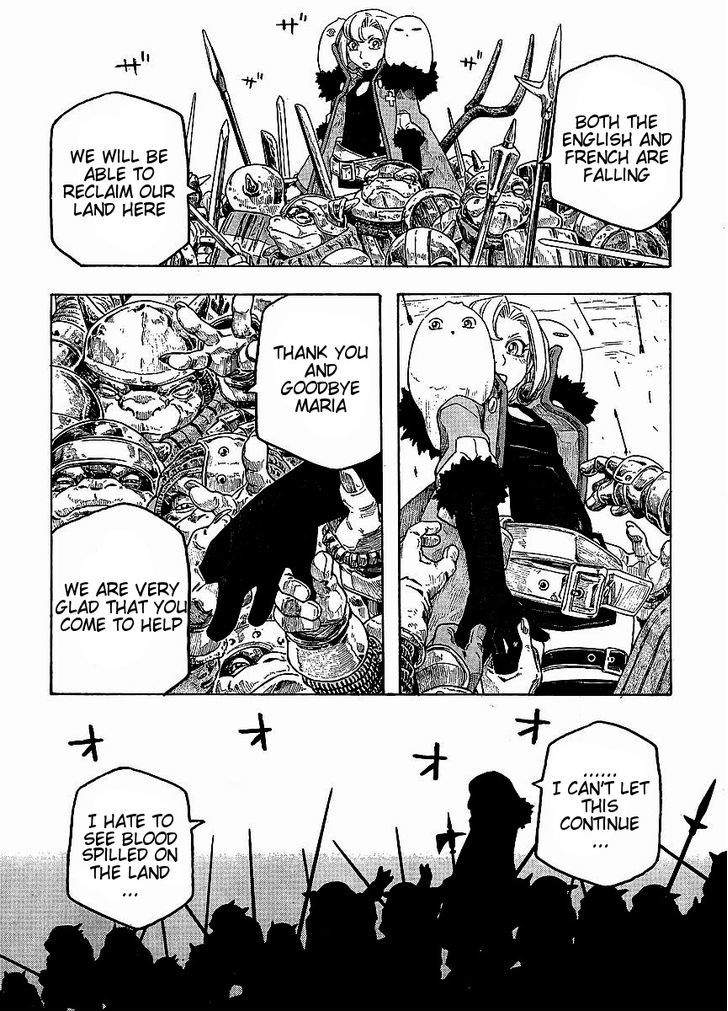 BOTH THE
ENGLISH AND
FRENCH ARE
FALLING
WE WILL BE
ABLE TO
RECLAIM OUR
LAND HERE
THANK YOU
AND
GOODBYE
MARIA
WE ARE VERY
GLAD THAT YOU
COME TO HELP
......
I CAN'T LET
THIS
CONTINUE
...
I HATE TO
SEE BLOOD
SPILLED ON
THE LAND
...